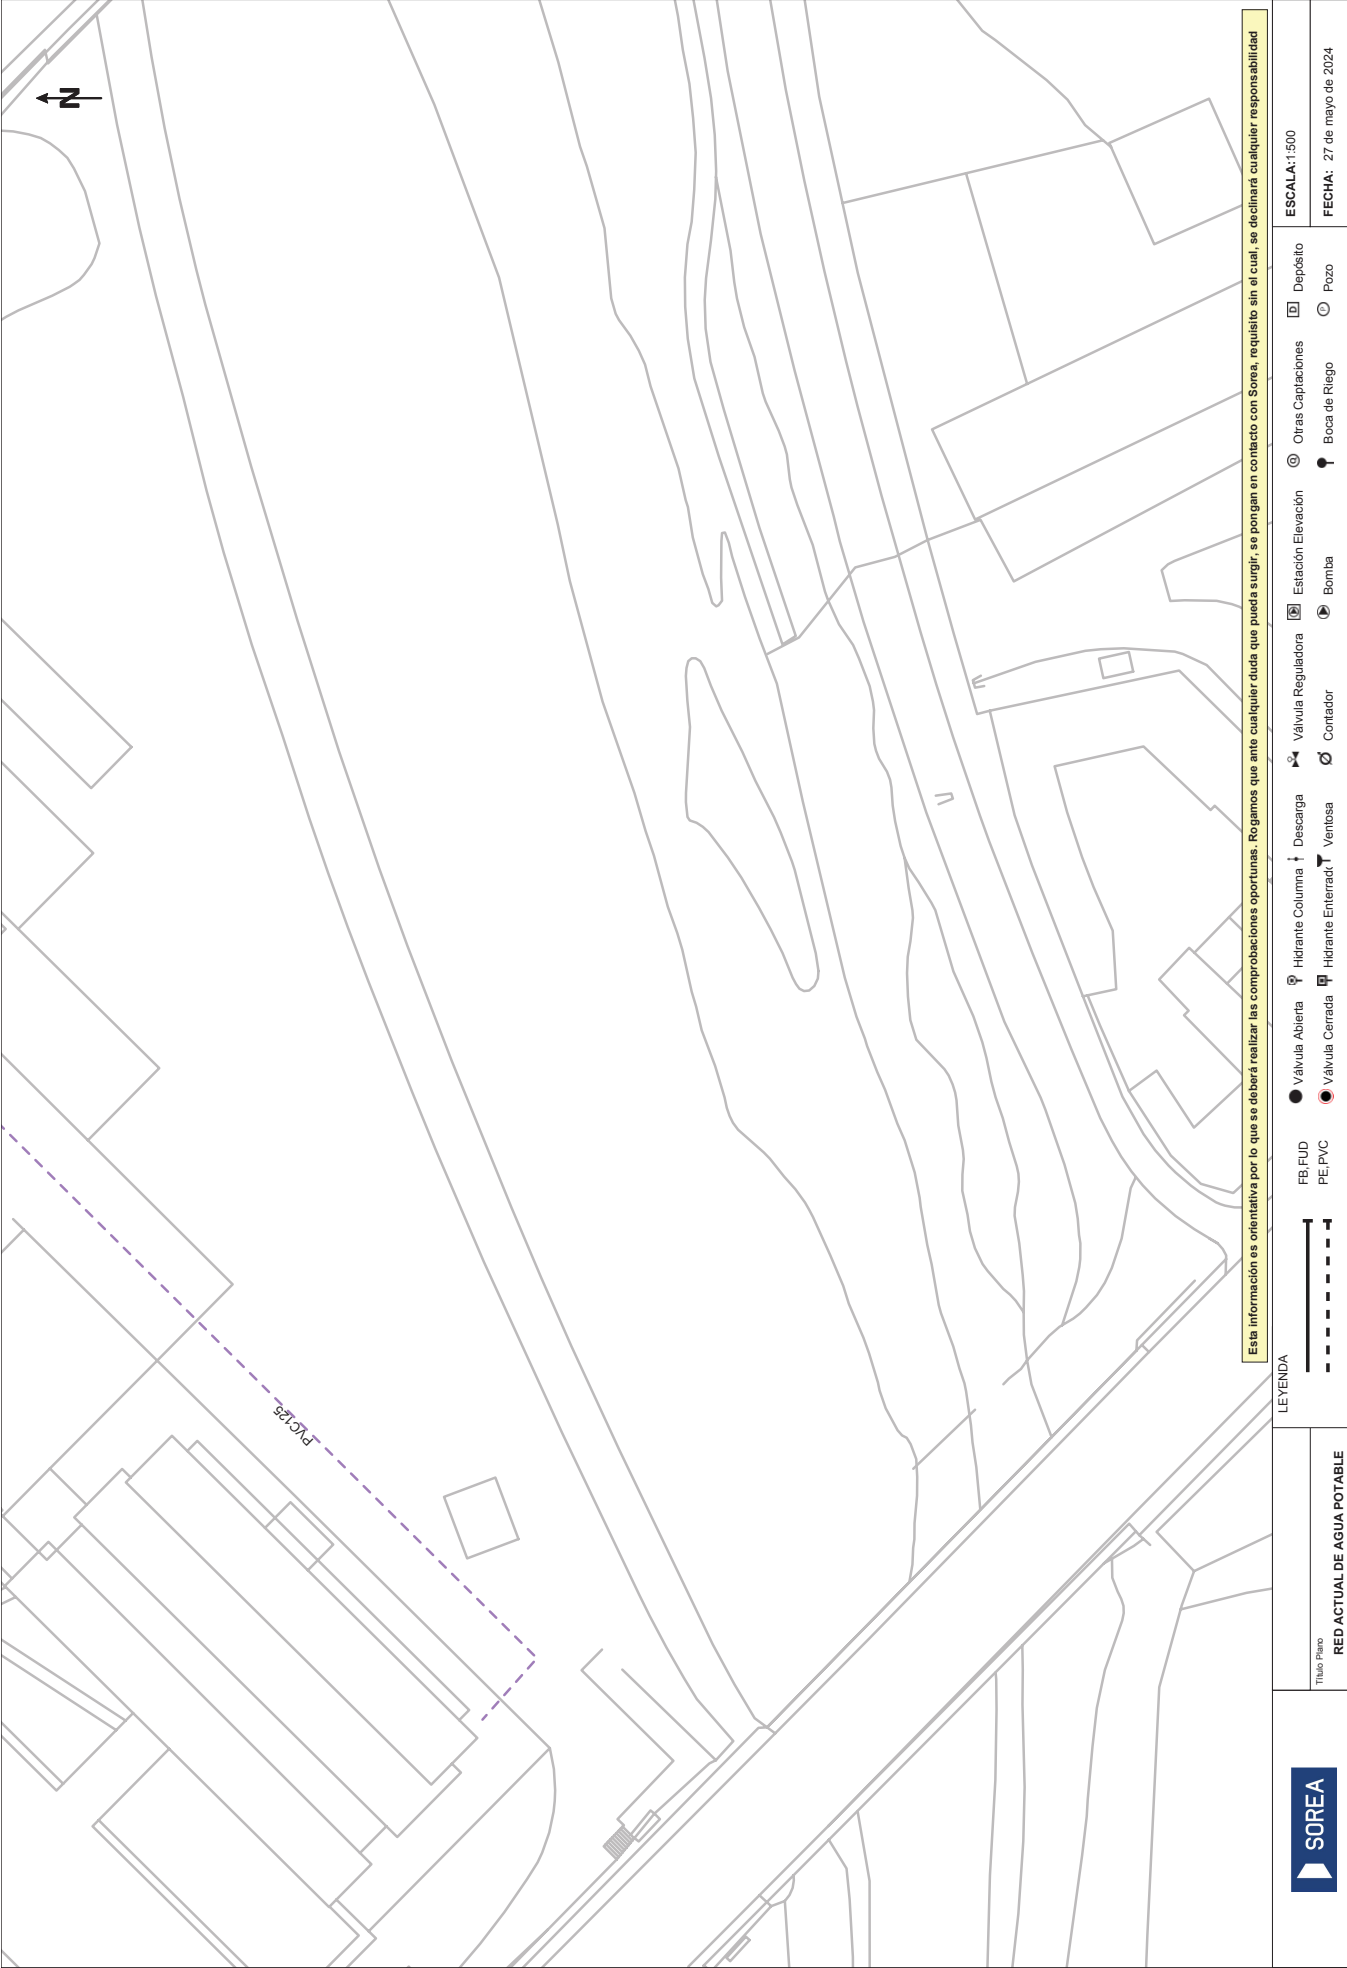 N
PVC125
Esta información es orientativa por lo que se deberá realizar las comprobaciones oportunas. Rogamos que ante cualquier duda que pueda surgir, se pongan en contacto con Sorea, requisito sin el cual, se declinará cualquier responsabilidad
SOREA
Título Plano
RED ACTUAL DE AGUA POTABLE
LEYENDA
FB,FUD
PE,PVC
Válvula Abierta
Hidrante Columna
Descarga
Válvula Reguladora
Estación Elevación
Otras Captaciones
D Depósito
Válvula Cerrada
Hidrante Enterrado
Ventosa
Contador
Bomba
Boca de Riego
P Pozo
ESCALA:1:500
FECHA: 27 de mayo de 2024